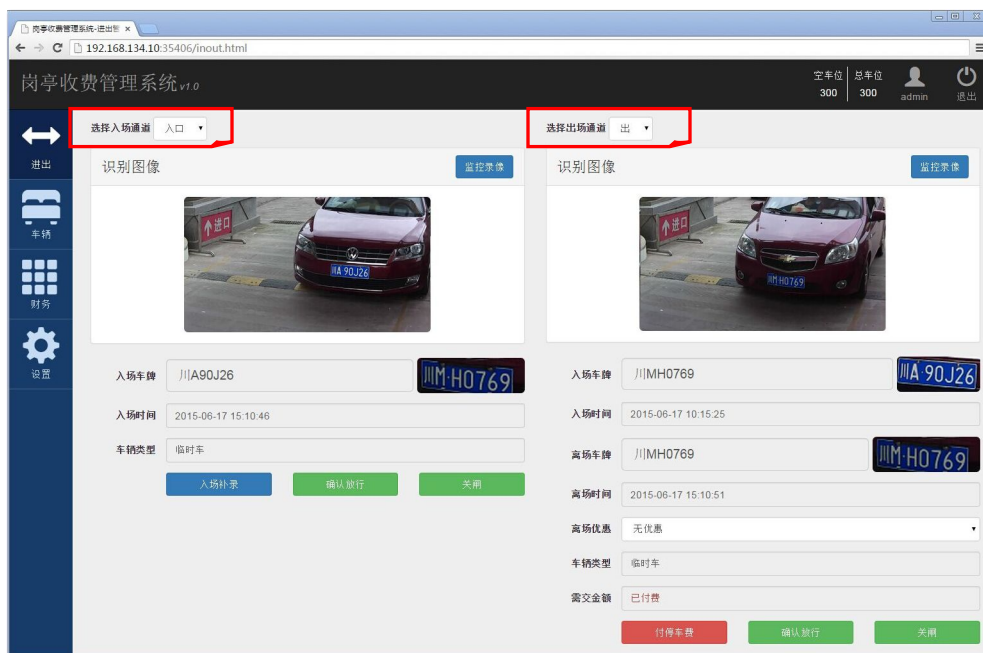 岗亭收费管理系统-进出管
192.168.134.10:35406/inout.html
岗亭收费管理系统v1.0
空车位
300
总车位
300
admin
退出
进出
车辆
财务
设置
选择入场通道 入口
识别图像
监控录像
进口
川A 90J26
入场车牌 川A90J26
川M·H0769
入场时间 2015-06-17 15:10:46
车辆类型 临时车
入场补录 确认放行 关闸
选择出场通道 出
识别图像
监控录像
进口
川M H0769
入场车牌 川MH0769
川A·90J26
入场时间 2015-06-17 10:15:25
离场车牌 川MH0769
川M·H0769
离场时间 2015-06-17 15:10:51
离场优惠 无优惠
车辆类型 临时车
需交金额 已付费
付停车费 确认放行 关闸